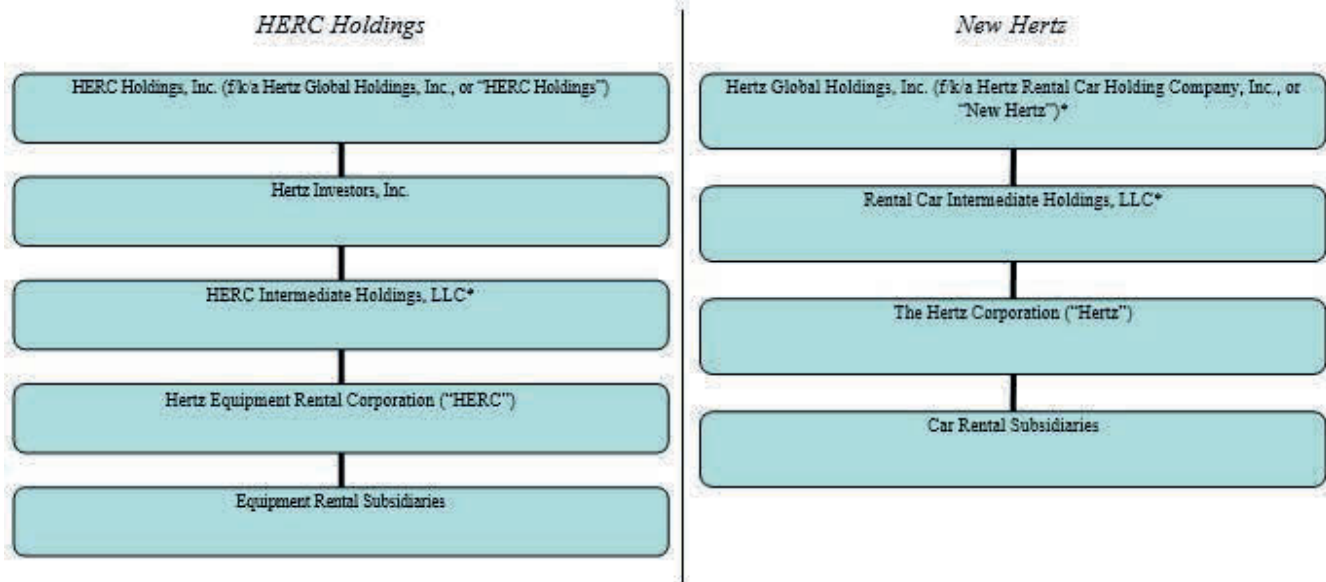 HERC Holdings
HERC Holdings, Inc. (f/k/a Hertz Global Holdings, Inc., or “HERC Holdings”)
Hertz Investors, Inc.
HERC Intermediate Holdings, LLC*
Hertz Equipment Rental Corporation (“HERC”)
Equipment Rental Subsidiaries
New Hertz
Hertz Global Holdings, Inc. (f/k/a Hertz Rental Car Holding Company, Inc., or
“New Hertz”)*
Rental Car Intermediate Holdings, LLC*
The Hertz Corporation (“Hertz”)
Car Rental Subsidiaries